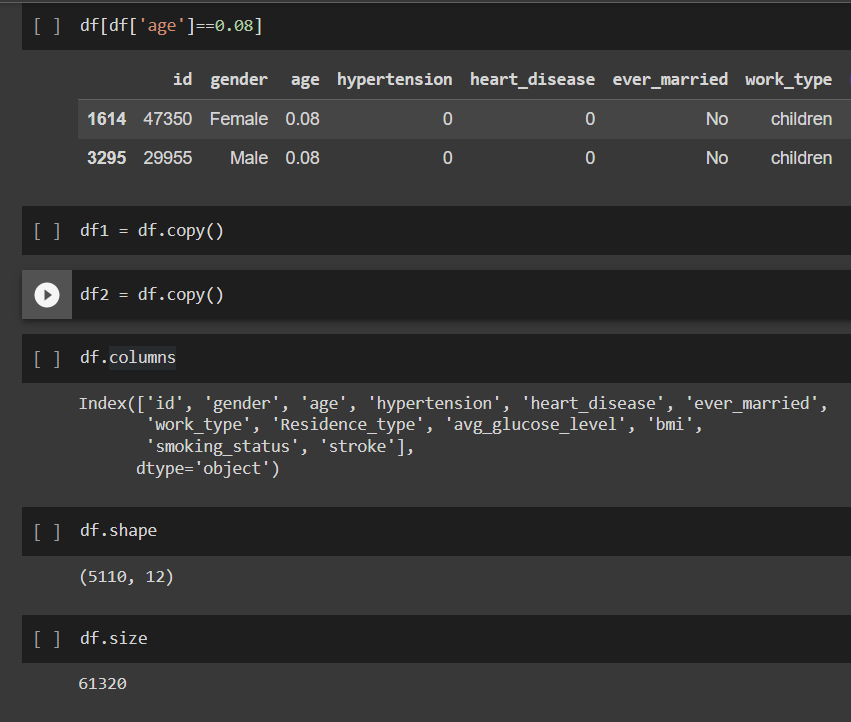 [ ] df[df['age']==0.08]
id gender age hypertension heart_disease ever_married work_type
1614 47350 Female 0.08 0 0 No children
3295 29955 Male 0.08 0 0 No children
[ ] df1 = df.copy()
df2 = df.copy()
[ ] df.columns
Index(['id', 'gender', 'age', 'hypertension', 'heart_disease', 'ever_married',
'work_type', 'Residence_type', 'avg_glucose_level', 'bmi',
'smoking_status', 'stroke'],
dtype='object')
[ ] df.shape
(5110, 12)
[ ] df.size
61320